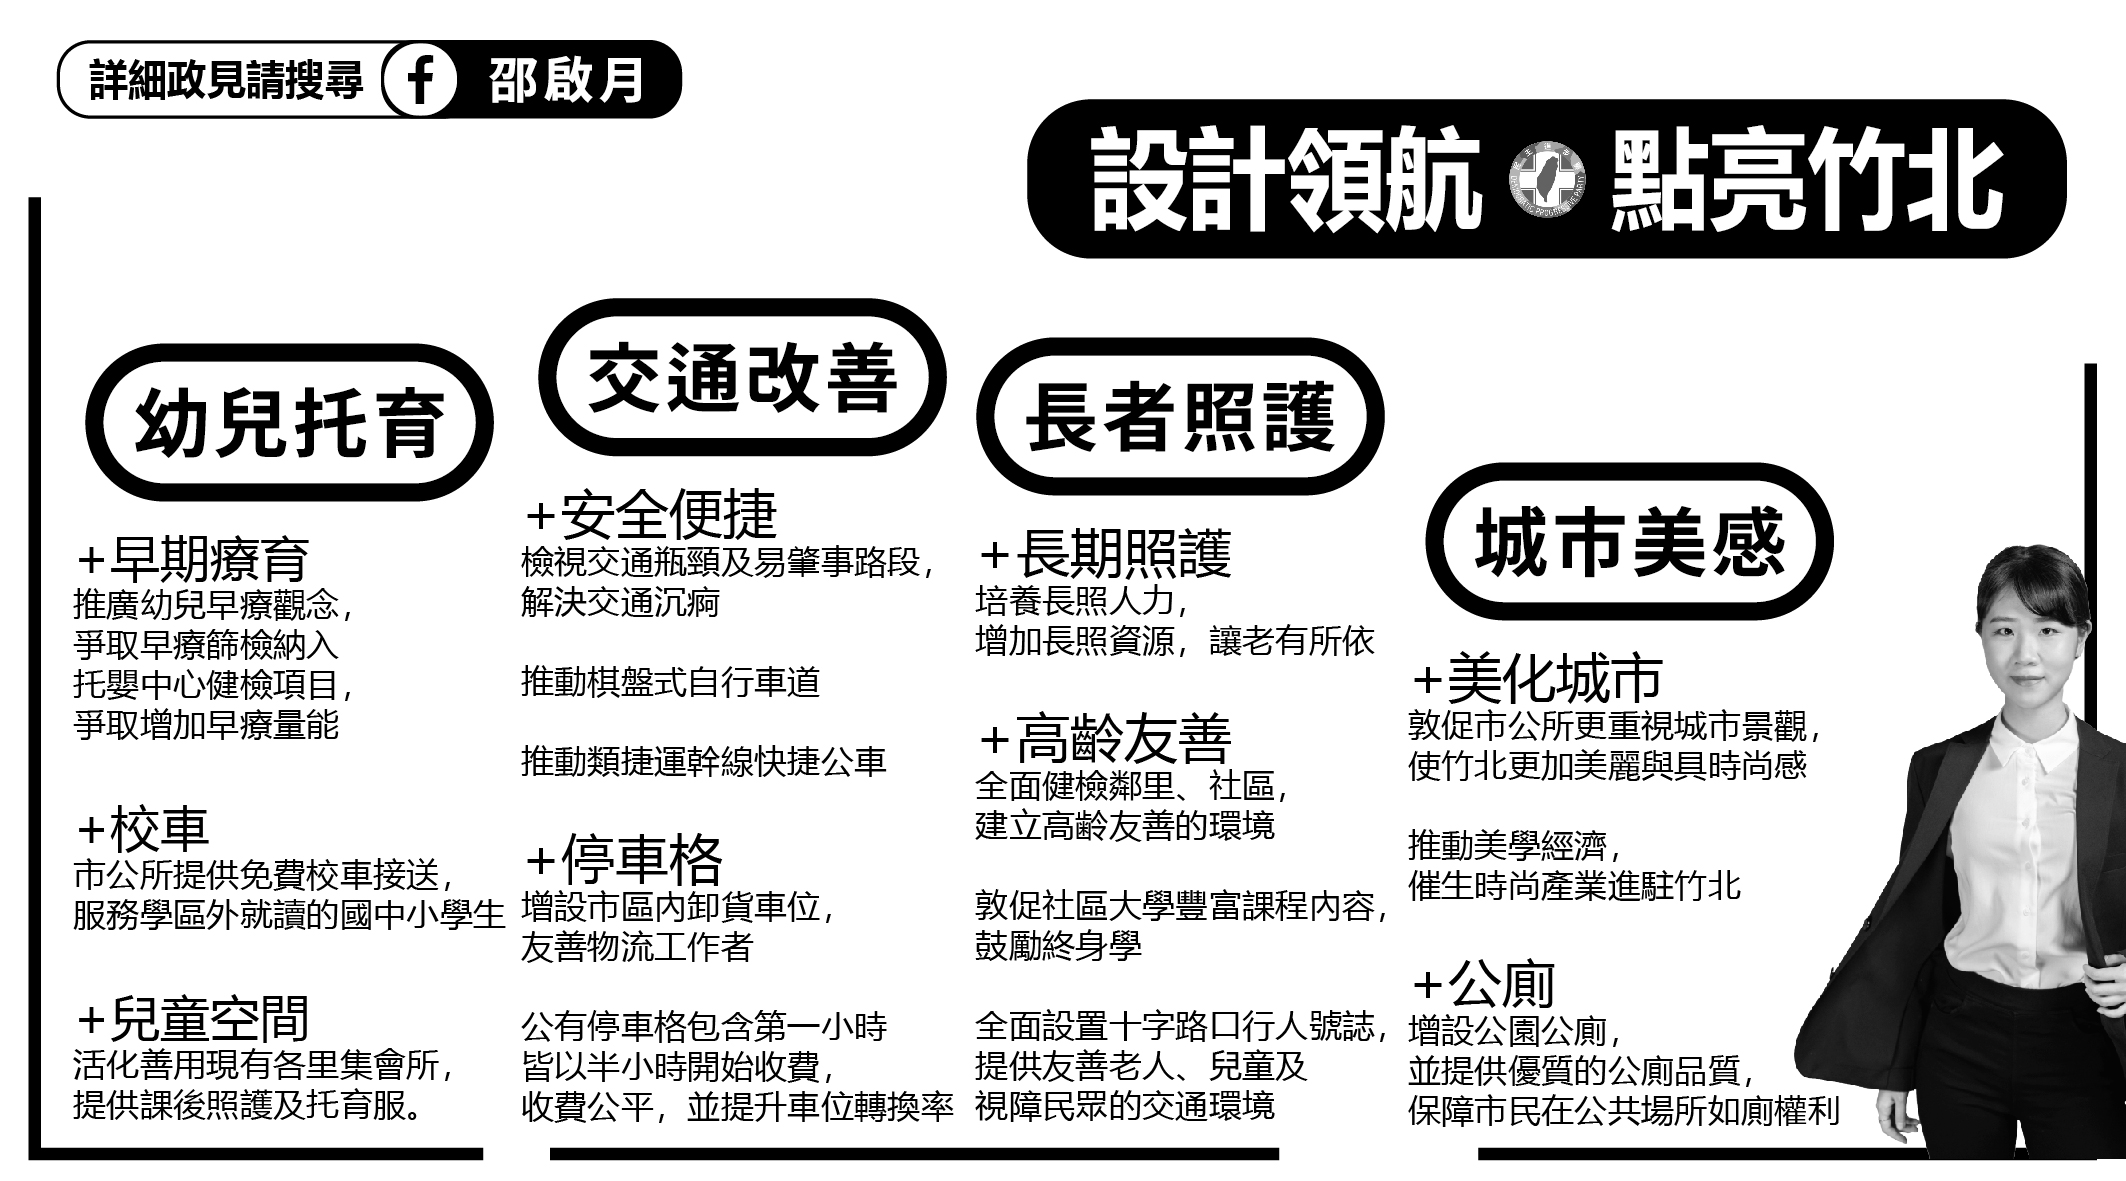 詳細政見請搜尋 f 邵啟月
設計領航 點亮竹北
民主進步黨
DEMOCRATIC PROGRESSIVE PARTY
幼兒托育
+早期療育
推廣幼兒早療觀念,
爭取早療篩檢納入
托嬰中心健檢項目,
爭取增加早療量能
+校車
市公所提供免費校車接送,
服務學區外就讀的國中小學生
+兒童空間
活化善用現有各里集會所,
提供課後照護及托育服。
交通改善
+安全便捷
檢視交通瓶頸及易肇事路段,
解決交通沉痾
推動棋盤式自行車道
推動類捷運幹線快捷公車
+停車格
增設市區內卸貨車位,
友善物流工作者
公有停車格包含第一小時
皆以半小時開始收費,
收費公平, 並提升車位轉換率
長者照護
+長期照護
培養長照人力,
增加長照資源, 讓老有所依
+高齡友善
全面健檢鄰里、社區,
建立高齡友善的環境
敦促社區大學豐富課程內容,
鼓勵終身學
全面設置十字路口行人號誌,
提供友善老人、兒童及
視障民眾的交通環境
城市美感
+美化城市
敦促市公所更重視城市景觀,
使竹北更加美麗與具時尚感
推動美學經濟,
催生時尚產業進駐竹北
+公廁
增設公園公廁,
並提供優質的公廁品質,
保障市民在公共場所如廁權利